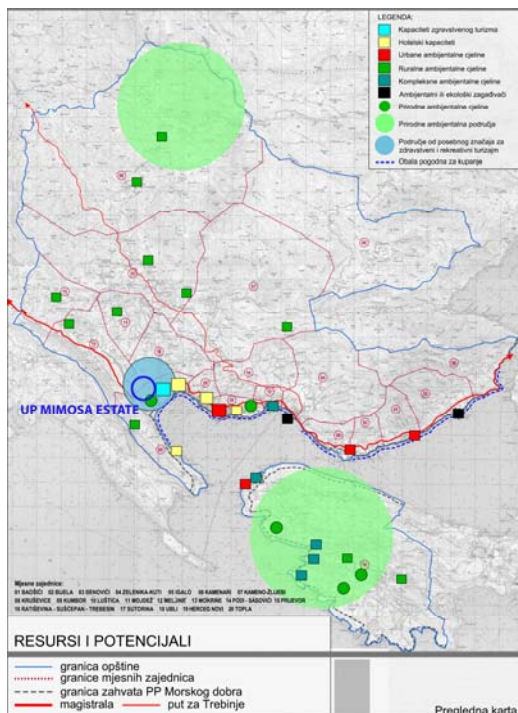 LEGENDA:
Kapaciteti zgravstvenog turizma
Hotelski kapaciteti
Urbane ambijentalne cjeline
Ruralne ambijentalne cjeline
Kompleksne ambijentalne cjeline
Ambijentalni ili ekološki zagađivači
Prirodne ambijentalne cjeline
Prirodne ambijentalna područja
Područje od posebnog značaja za
zdravstveni i rekreativni turizam
Obala pogodna za kupanje
UP MIMOSA ESTATE
Mjesne zajednice:
01 BAOŠIĆI 02 BIJELA 03 ĐENOVIĆI 04 ZELENIKA-KUTI 05 IGALO 06 KAMENARI 07 KAMENO-ŽLIJEBI
08 KRUŠEVICE 09 KUMBOR 10 LUŠTICA 11 MOJDEŽ 12 MELJINE 13 MOKRINE 14 PODI - SASOVIĆI 15 PRIJEVOR
16 RATIŠEVINA - SUŠĆEPAN - TREBESIN 17 SUTORINA 18 UBLI 19 HERCEG NOVI 20 TOPLA
RESURSI I POTENCIJALI
granica opštine
granice mjesnih zajednica
granica zahvata PP Morskog dobra
magistrala put za Trebinje
Pregledna karta